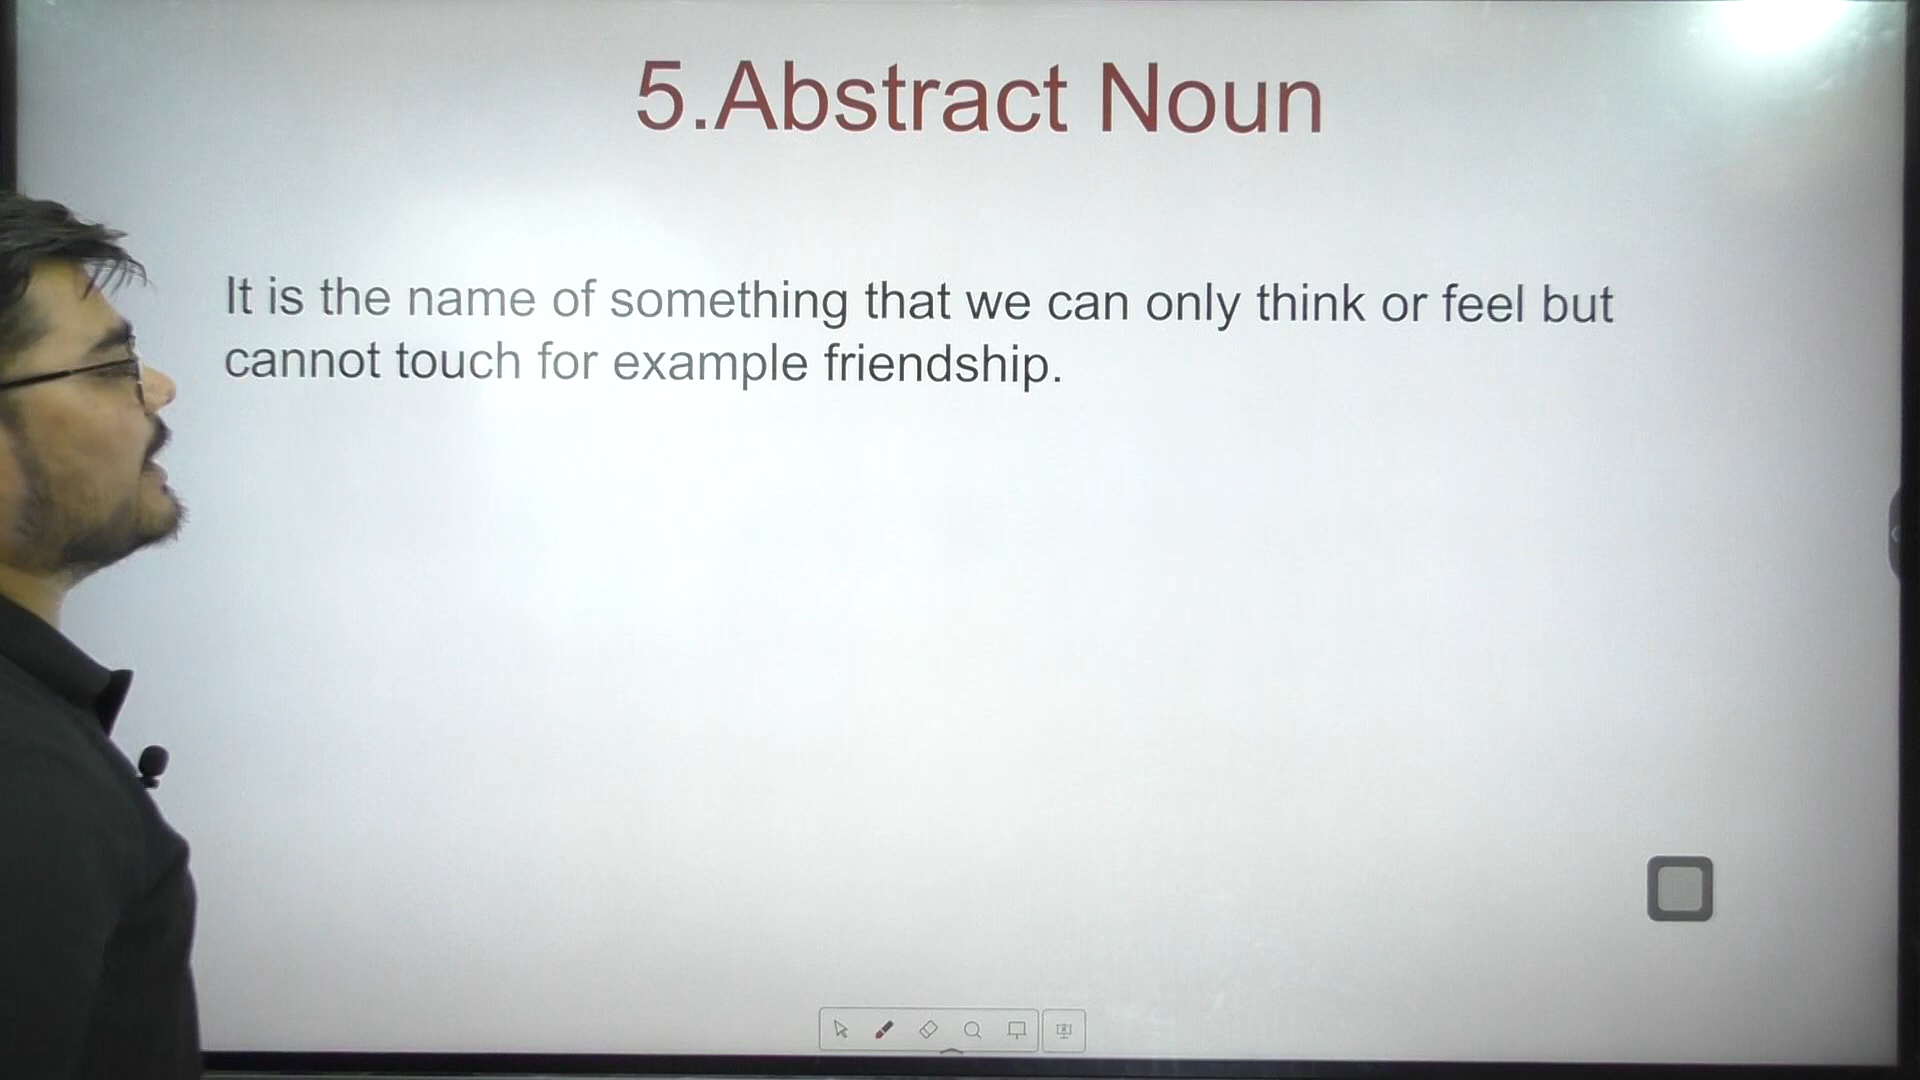 5.Abstract Noun
It is the name of something that we can only think or feel but
cannot touch for example friendship.